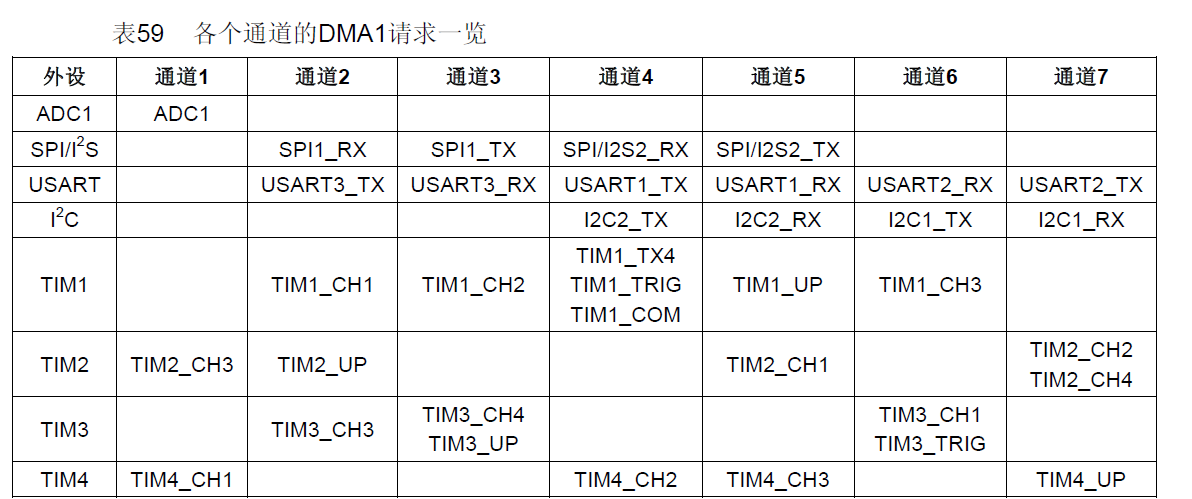 表59 各个通道的DMA1请求一览
外设 通道1 通道2 通道3 通道4 通道5 通道6 通道7
ADC1 ADC1
SPI/I²S SPI1_RX SPI1_TX SPI/I2S2_RX SPI/I2S2_TX
USART USART3_TX USART3_RX USART1_TX USART1_RX USART2_RX USART2_TX
I²C I2C2_TX I2C2_RX I2C1_TX I2C1_RX
TIM1 TIM1_CH1 TIM1_CH2 TIM1_TX4 TIM1_TRIG TIM1_COM TIM1_UP TIM1_CH3
TIM2 TIM2_CH3 TIM2_UP TIM2_CH1 TIM2_CH2 TIM2_CH4
TIM3 TIM3_CH3 TIM3_CH4 TIM3_UP TIM3_CH1 TIM3_TRIG
TIM4 TIM4_CH1 TIM4_CH2 TIM4_CH3 TIM4_UP